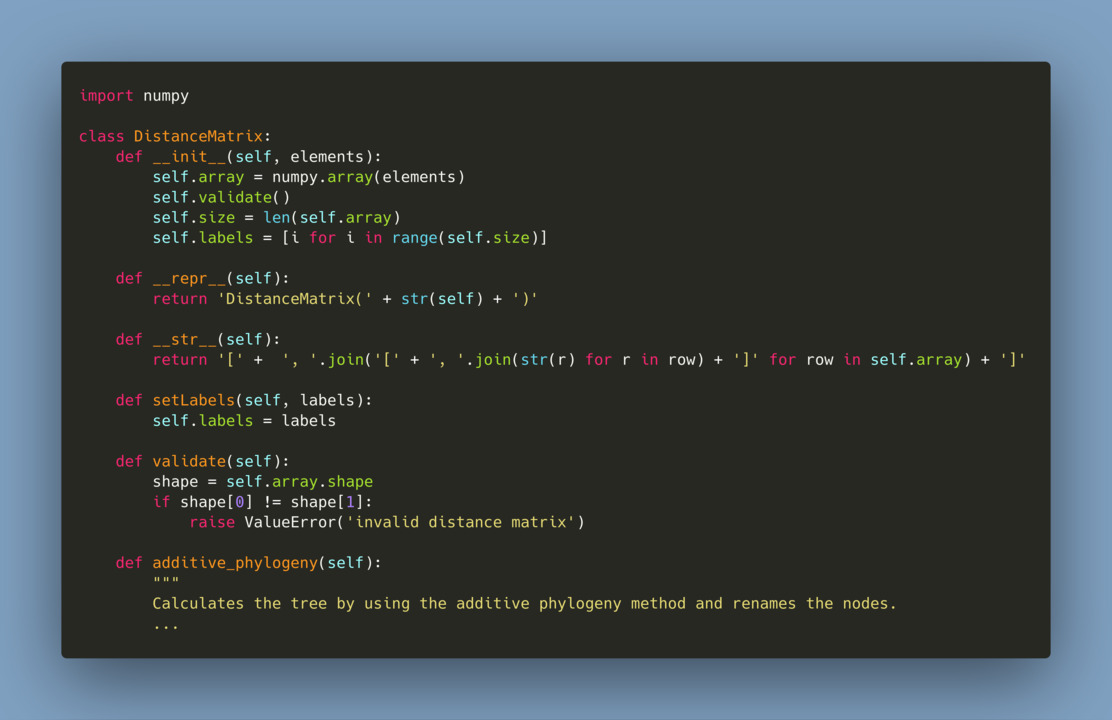 import numpy

class DistanceMatrix:
    def __init__(self, elements):
        self.array = numpy.array(elements)
        self.validate()
        self.size = len(self.array)
        self.labels = [i for i in range(self.size)]

    def __repr__(self):
        return 'DistanceMatrix(' + str(self) + ')'

    def __str__(self):
        return '[' +  ', '.join('[' + ', '.join(str(r) for r in row) + ']' for row in self.array) + ']'

    def setLabels(self, labels):
        self.labels = labels

    def validate(self):
        shape = self.array.shape
        if shape[0] != shape[1]:
            raise ValueError('invalid distance matrix')

    def additive_phylogeny(self):
        """
        Calculates the tree by using the additive phylogeny method and renames the nodes.
        ...